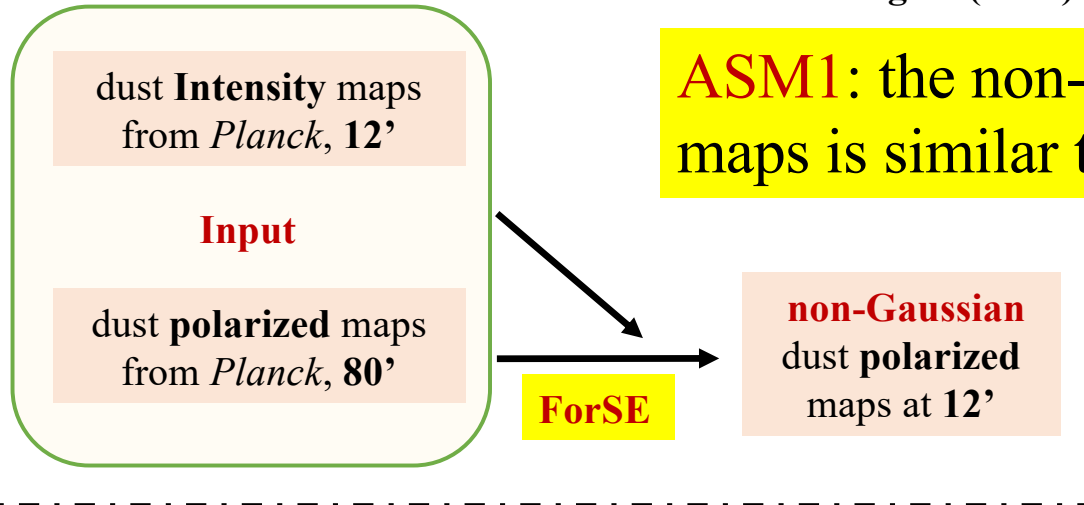 ASM1: the non-
maps is similar
dust Intensity maps
from Planck, 12’
Input
dust polarized maps
from Planck, 80’
ForSE
non-Gaussian
dust polarized
maps at 12’